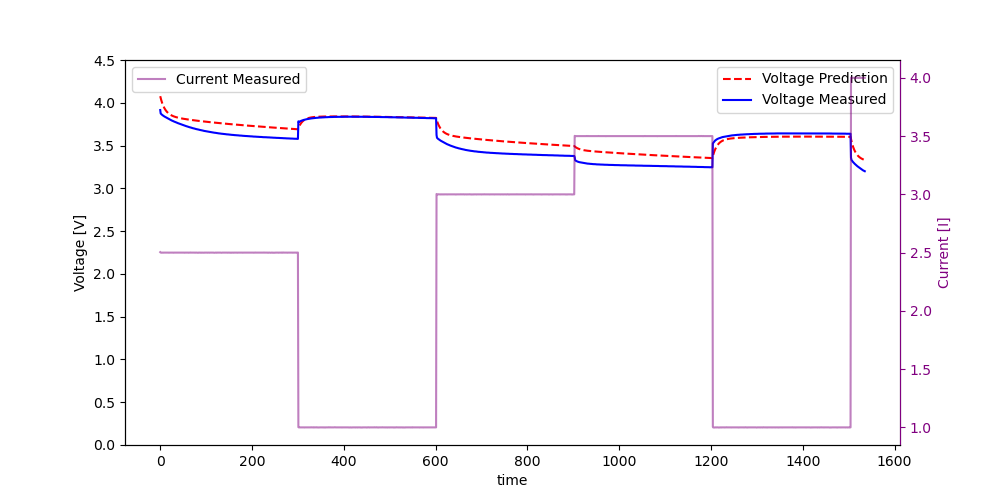 Current Measured
Voltage Prediction
Voltage Measured
4.5
4.0
3.5
3.0
2.5
2.0
1.5
1.0
0.5
0.0
Voltage [V]
4.0
3.5
3.0
2.5
2.0
1.5
1.0
Current [I]
0 200 400 600 800 1000 1200 1400 1600
time